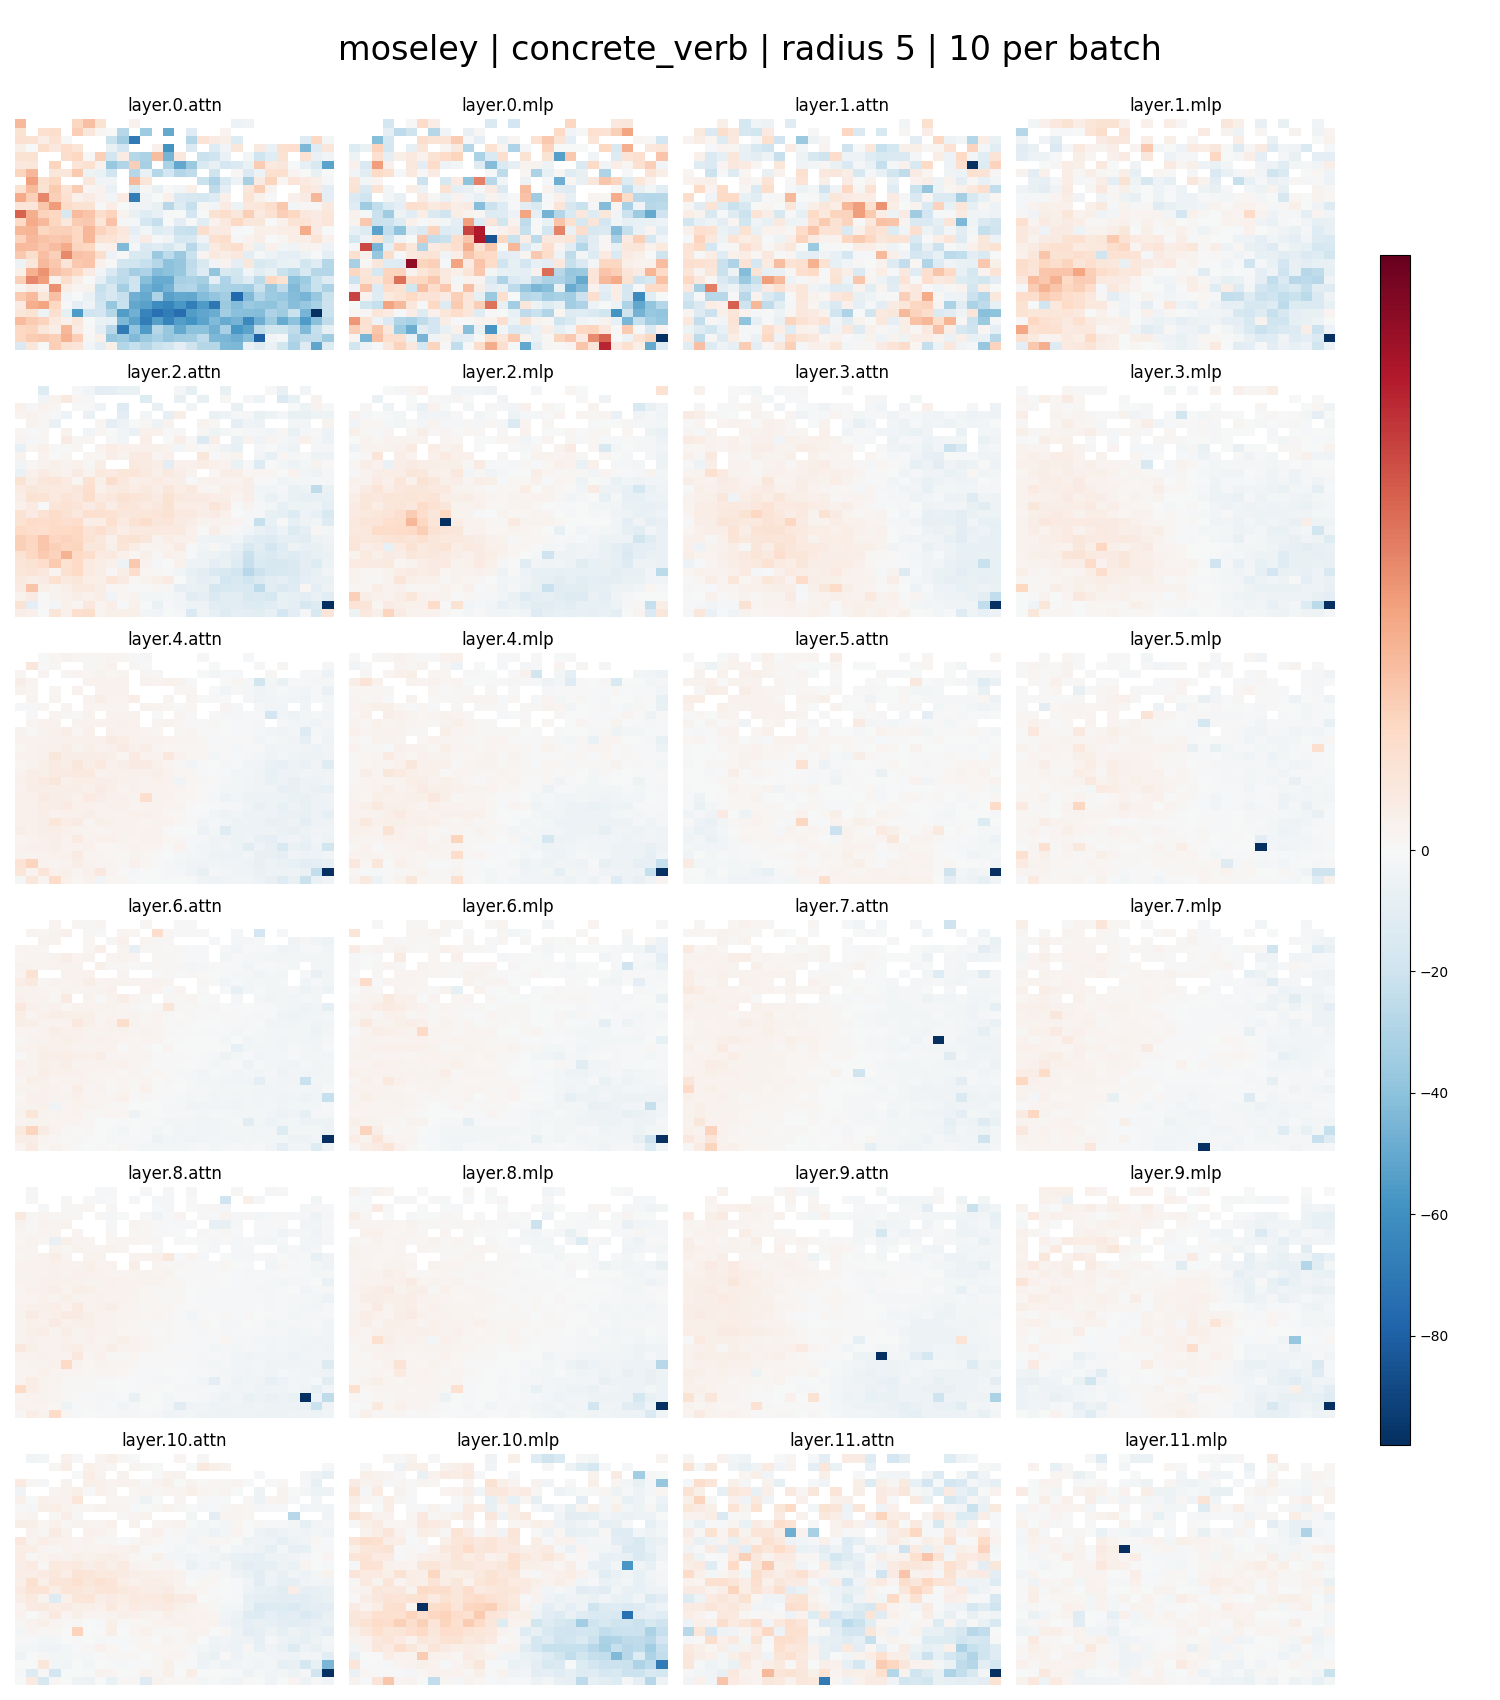 moseley | concrete_verb | radius 5 | 10 per batch
layer.0.attn
layer.0.mlp
layer.1.attn
layer.1.mlp
layer.2.attn
layer.2.mlp
layer.3.attn
layer.3.mlp
layer.4.attn
layer.4.mlp
layer.5.attn
layer.5.mlp
layer.6.attn
layer.6.mlp
layer.7.attn
layer.7.mlp
layer.8.attn
layer.8.mlp
layer.9.attn
layer.9.mlp
layer.10.attn
layer.10.mlp
layer.11.attn
layer.11.mlp
0
−20
−40
−60
−80